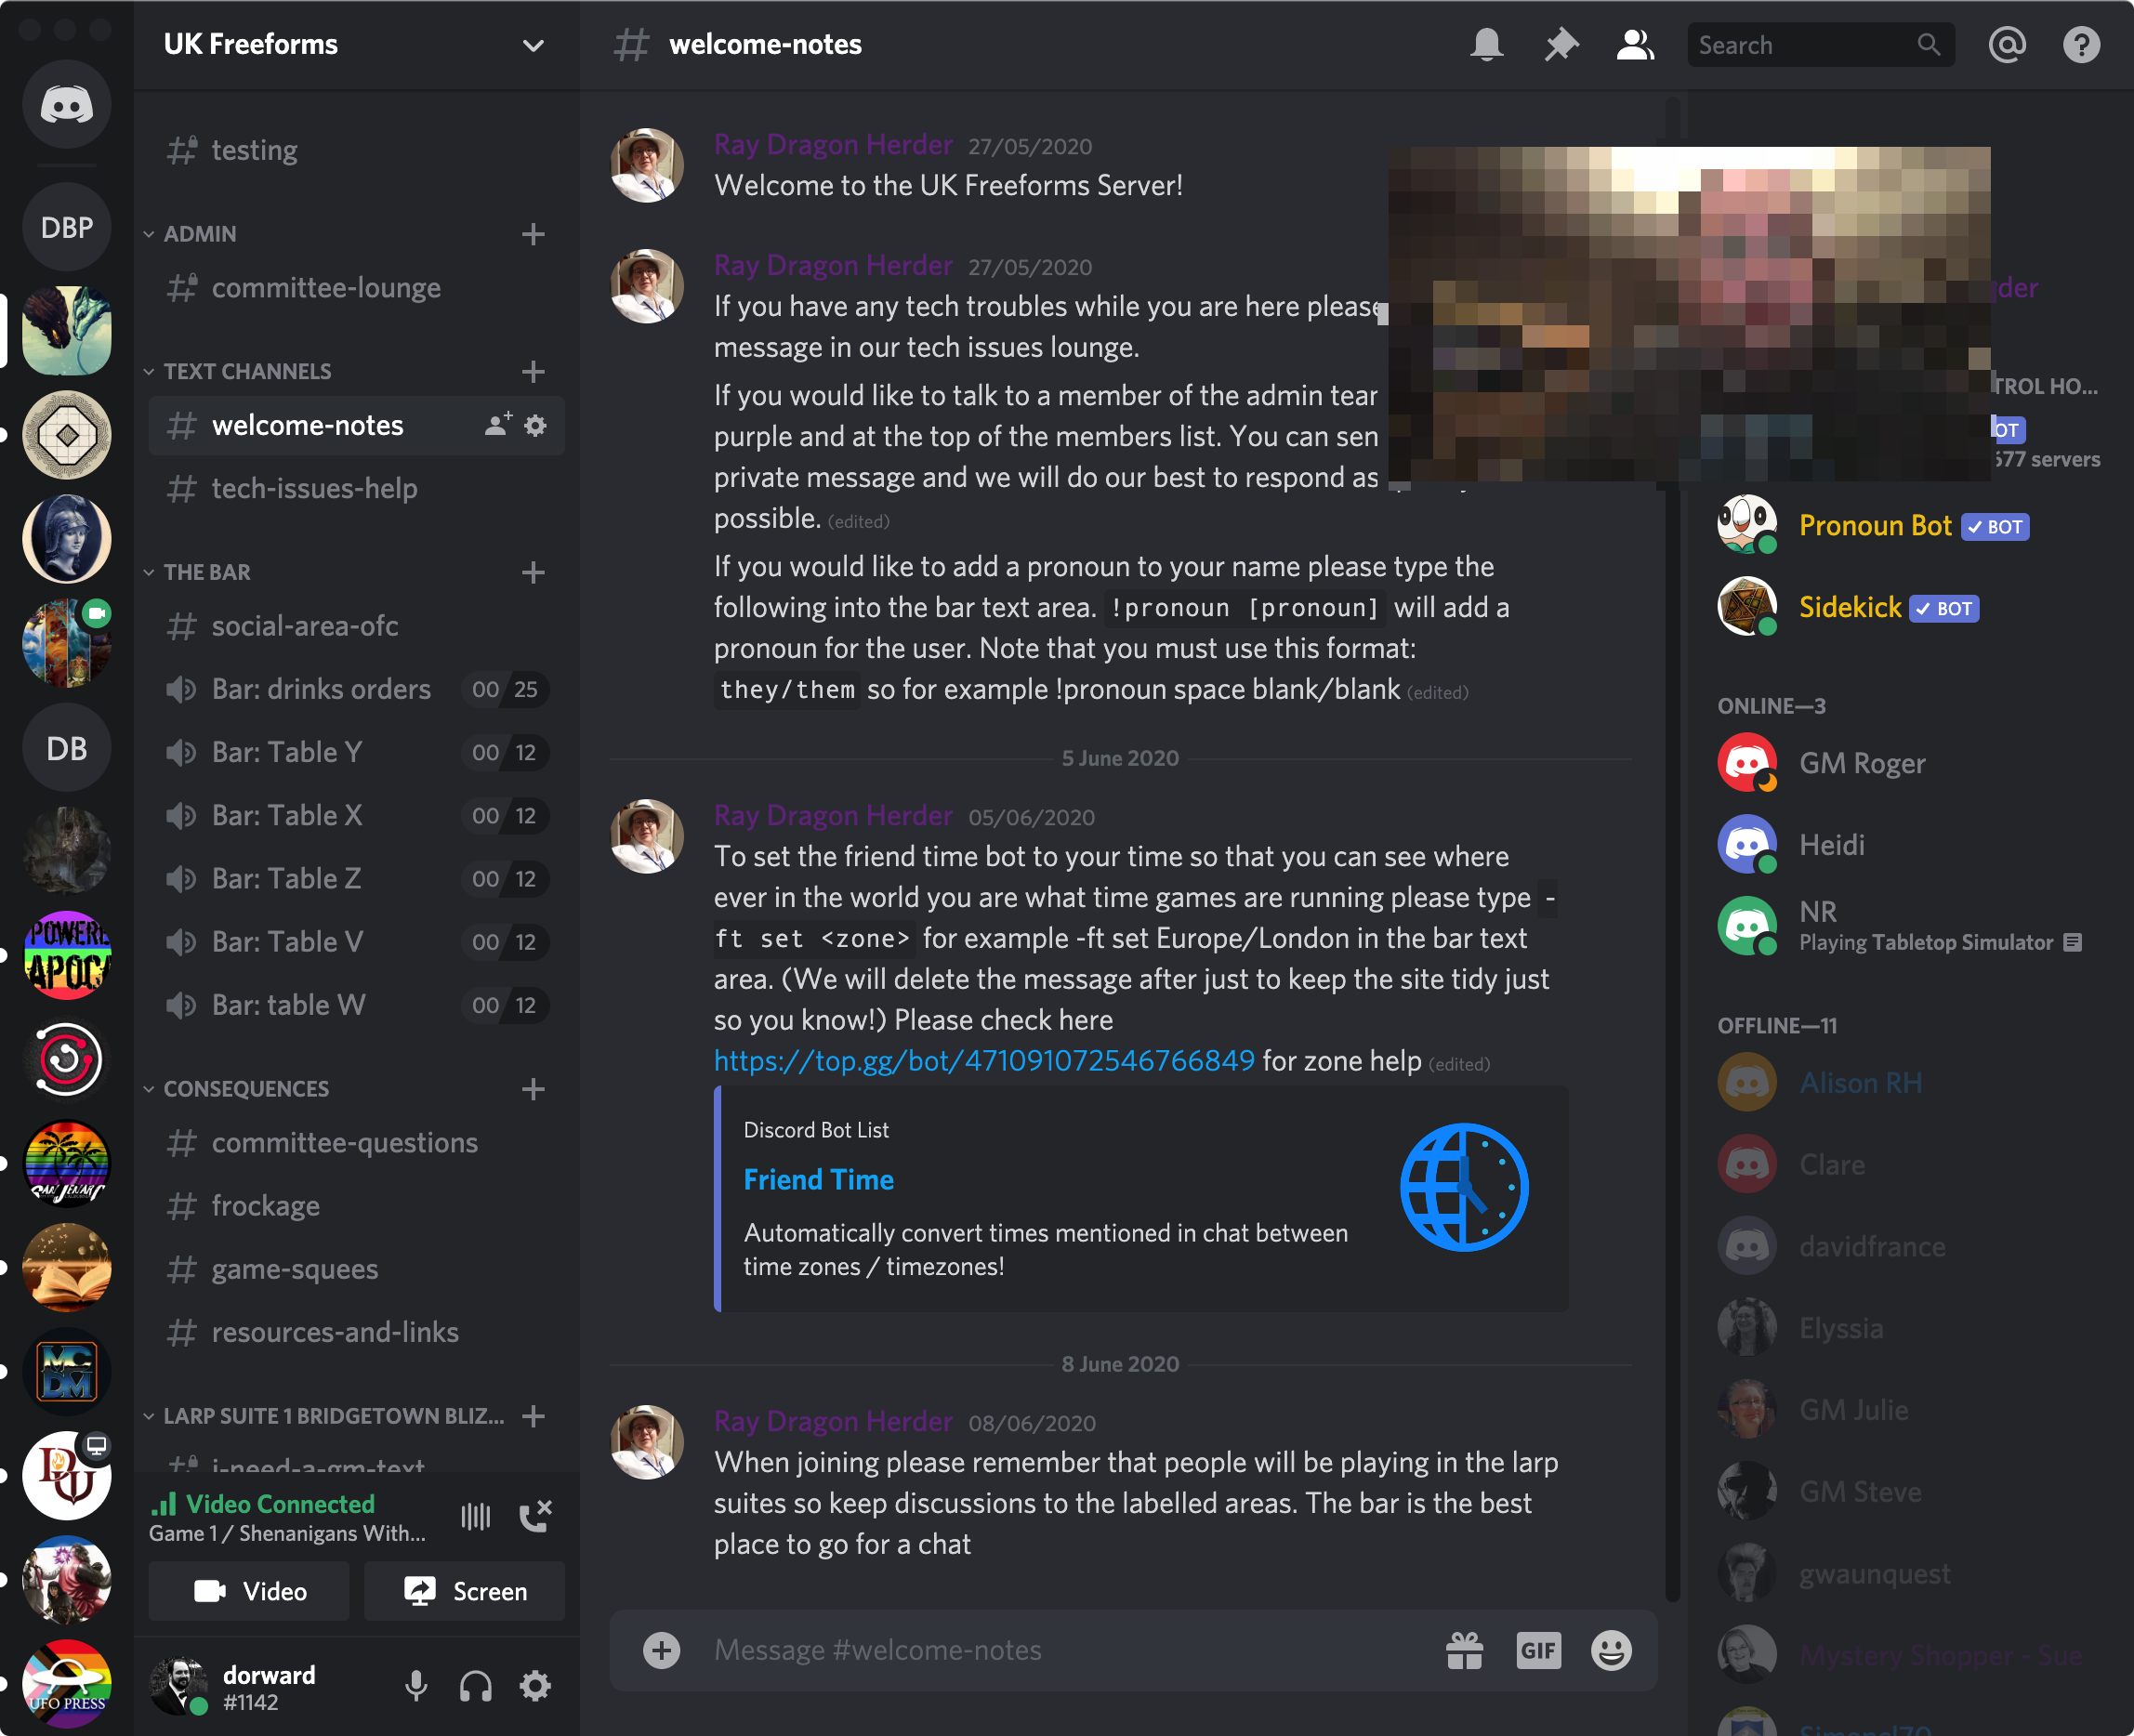 UK Freeforms
testing
ADMIN
committee-lounge
TEXT CHANNELS
welcome-notes
tech-issues-help
THE BAR
social-area-ofc
Bar: drinks orders 00 25
Bar: Table Y 00 12
Bar: Table X 00 12
Bar: Table Z 00 12
Bar: Table V 00 12
Bar: table W 00 12
CONSEQUENCES
committee-questions
frockage
game-squees
resources-and-links
LARP SUITE 1 BRIDGETOWN BLIZ...
i-need-a-gm-text
Video Connected
Game 1 / Shenanigans With...
Video
Screen
dorward
#1142
DBP
DB
POWERE
APOC
SAN JENARO
MCDM
UFO PRESS
welcome-notes
Search
Ray Dragon Herder 27/05/2020
Welcome to the UK Freeforms Server!
Ray Dragon Herder 27/05/2020
If you have any tech troubles while you are here please
message in our tech issues lounge.
If you would like to talk to a member of the admin tear
purple and at the top of the members list. You can sen
private message and we will do our best to respond as
possible. (edited)
If you would like to add a pronoun to your name please type the
following into the bar text area. !pronoun [pronoun] will add a
pronoun for the user. Note that you must use this format:
they/them so for example !pronoun space blank/blank (edited)
5 June 2020
Ray Dragon Herder 05/06/2020
To set the friend time bot to your time so that you can see where
ever in the world you are what time games are running please type -
ft set <zone> for example -ft set Europe/London in the bar text
area. (We will delete the message after just to keep the site tidy just
so you know!) Please check here
https://top.gg/bot/471091072546766849 for zone help (edited)
Discord Bot List
Friend Time
Automatically convert times mentioned in chat between
time zones / timezones!
8 June 2020
Ray Dragon Herder 08/06/2020
When joining please remember that people will be playing in the larp
suites so keep discussions to the labelled areas. The bar is the best
place to go for a chat
Message #welcome-notes
GIF
der
TROL HO...
OT
677 servers
Pronoun Bot BOT
Sidekick BOT
ONLINE—3
GM Roger
Heidi
NR
Playing Tabletop Simulator
OFFLINE—11
Alison RH
Clare
davidfrance
Elyssia
GM Julie
GM Steve
gwaunquest
Mystery Shopper - Sue
Simonel70